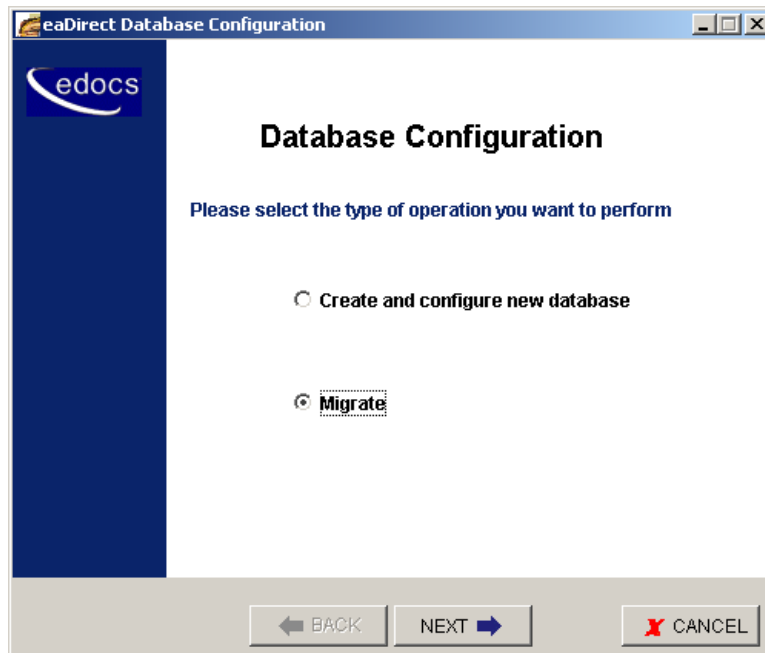 eaDirect Database Configuration
edocs
Database Configuration
Please select the type of operation you want to perform
Create and configure new database
Migrate
BACK
NEXT
CANCEL